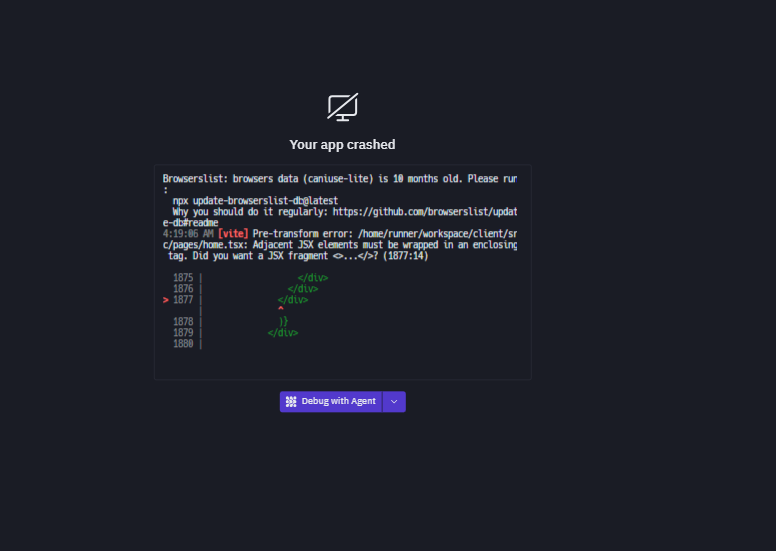 Your app crashed
Browserslist: browsers data (caniuse-lite) is 10 months old. Please run
:
npx update-browserslist-db@latest
Why you should do it regularly: https://github.com/browserslist/updat
e-db#readme
4:19:06 AM [vite] Pre-transform error: /home/runner/workspace/client/sr
c/pages/home.tsx: Adjacent JSX elements must be wrapped in an enclosing
tag. Did you want a JSX fragment <>...</>? (1877:14)
1875 | </div>
1876 | </div>
> 1877 | </div>
| ^
1878 | )}
1879 | </div>
1880 |
Debug with Agent